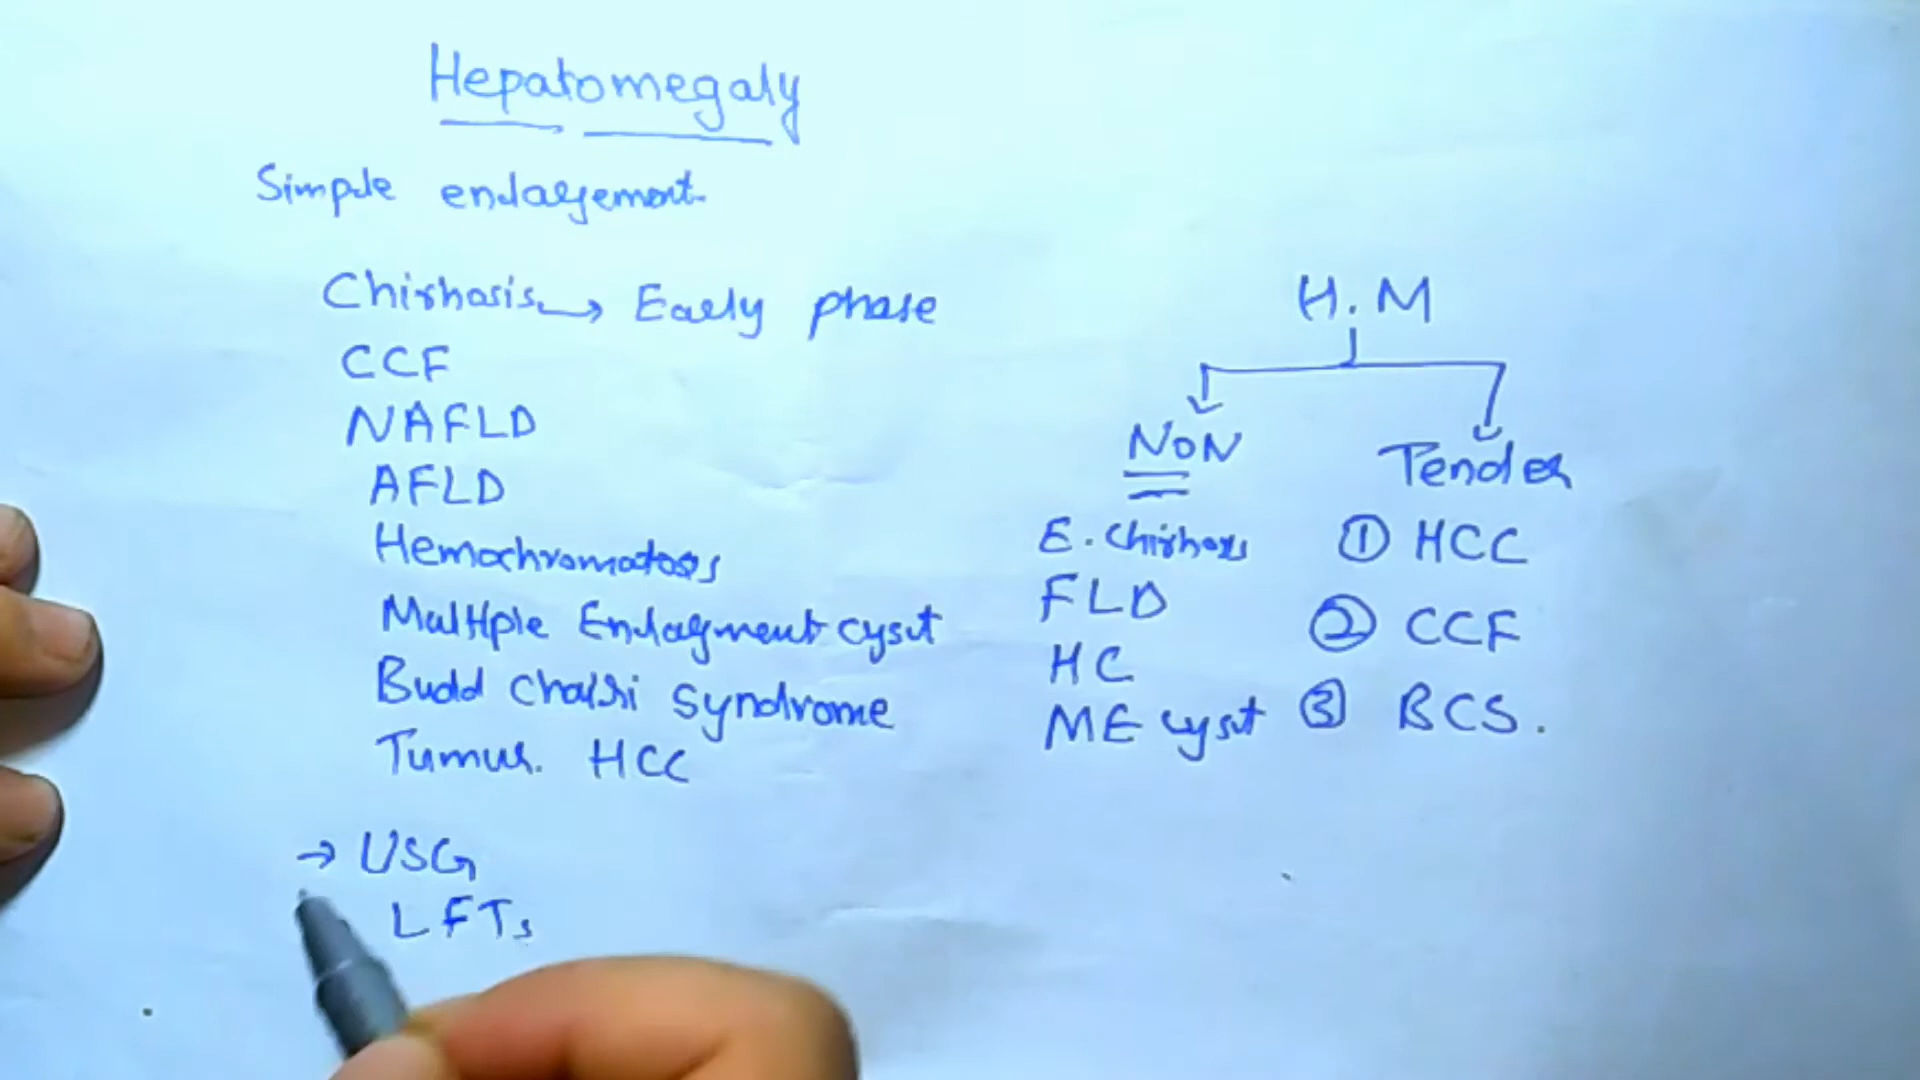 Hepatomegaly
Simple enlargement
Chirhosis → Early phase
CCF
NAFLD
AFLD
Hemochromatosis
Multiple Enlagment cyst
Budd Chairi Syndrome
Tumur. HCC
→ USG
LFTs
H.M
NON
Tender
E. Chirhosis
FLD
HC
ME cyst
① HCC
② CCF
③ BCS.